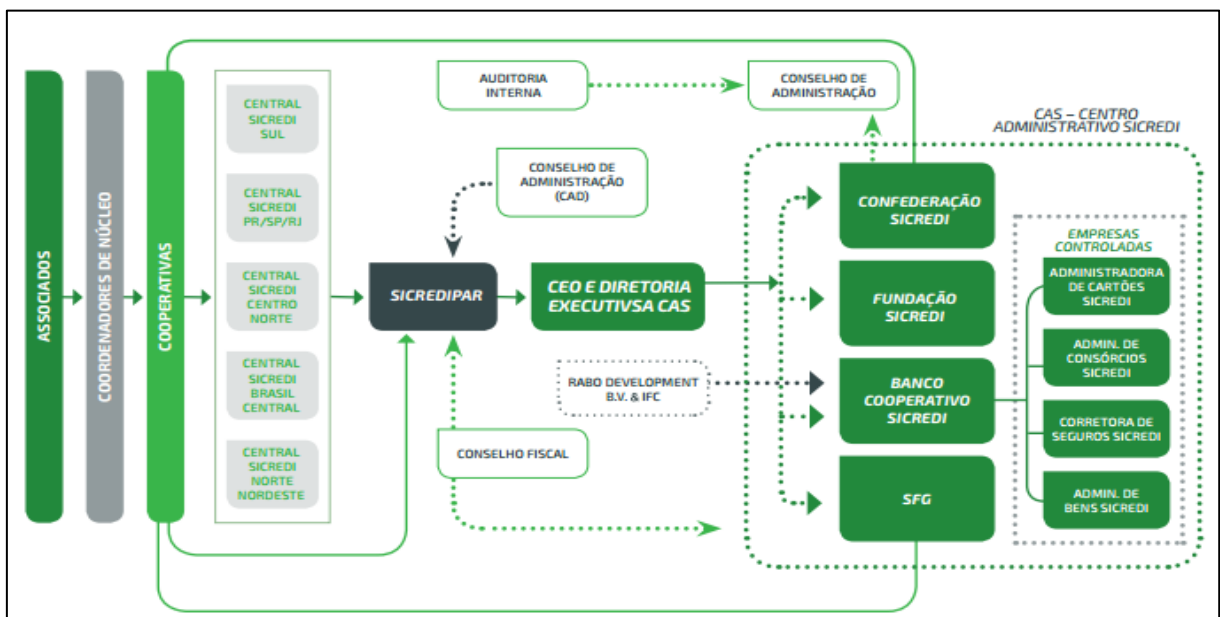 ASSOCIADOS
COORDENADORES DE NÚCLEO
COOPERATIVAS
CENTRAL
SICREDI
SUL
CENTRAL
SICREDI
PR/SP/RJ
CENTRAL
SICREDI
CENTRO
NORTE
CENTRAL
SICREDI
BRASIL
CENTRAL
CENTRAL
SICREDI
NORTE
NORDESTE
AUDITORIA
INTERNA
CONSELHO DE
ADMINISTRAÇÃO
CONSELHO DE
ADMINISTRAÇÃO
(CAD)
SICREDIPAR
CEO E DIRETORIA
EXECUTIVSA CAS
RABO DEVELOPMENT
B.V. & IFC
CONSELHO FISCAL
CAS – CENTRO
ADMINISTRATIVO SICREDI
CONFEDERAÇÃO
SICREDI
FUNDAÇÃO
SICREDI
BANCO
COOPERATIVO
SICREDI
SFG
EMPRESAS
CONTROLADAS
ADMINISTRADORA
DE CARTÕES
SICREDI
ADMIN. DE
CONSÓRCIOS
SICREDI
CORRETORA DE
SEGUROS SICREDI
ADMIN. DE
BENS SICREDI